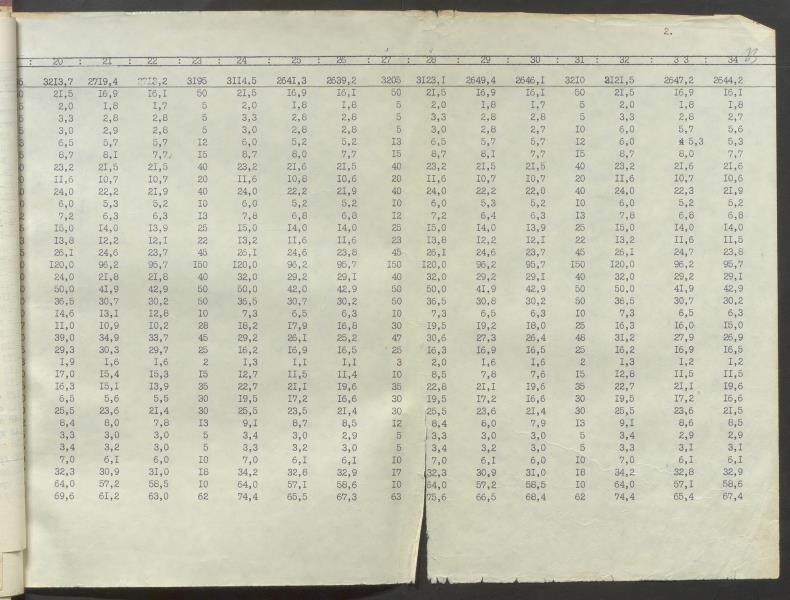 2.
33
: 20 : 21 : 22 : 23 : 24 : 25 : 26 : 27 : 28 : 29 : 30 : 31 : 32 : 33 : 34
3213,7 2719,4 2712,2 3195 3114,5 2641,3 2639,2 3205 3123,1 2649,4 2646,1 3210 3121,5 2647,2 2644,2
21,5 16,9 16,1 50 21,5 16,9 16,1 50 21,5 16,9 16,1 50 21,5 16,9 16,1
2,0 1,8 1,7 5 2,0 1,8 1,8 5 2,0 1,8 1,7 5 2,0 1,8 1,8
3,3 2,8 2,8 5 3,3 2,8 2,8 5 3,3 2,8 2,8 5 3,3 2,8 2,7
3,0 2,9 2,8 5 3,0 2,8 2,8 5 3,0 2,8 2,7 10 6,0 5,7 5,6
6,5 5,7 5,7 12 6,0 5,2 5,2 13 6,5 5,7 5,7 12 6,0 5,3 5,3
8,7 8,1 7,7 15 8,7 8,0 7,7 15 8,7 8,1 7,7 15 8,7 8,0 7,7
23,2 21,5 21,5 40 23,2 21,6 21,5 40 23,2 21,5 21,5 40 23,2 21,6 21,6
11,6 10,7 10,7 20 11,6 10,8 10,6 20 11,6 10,7 10,7 20 11,6 10,7 10,6
24,0 22,2 21,9 40 24,0 22,2 21,9 40 24,0 22,2 22,0 40 24,0 22,3 21,9
6,0 5,3 5,2 10 6,0 5,2 5,2 10 6,0 5,3 5,2 10 6,0 5,2 5,2
7,2 6,3 6,3 13 7,8 6,8 6,8 12 7,2 6,4 6,3 13 7,8 6,8 6,8
15,0 14,0 13,9 25 15,0 14,0 14,0 25 15,0 14,0 13,9 25 15,0 14,0 14,0
13,8 12,2 12,1 22 13,2 11,6 11,6 23 13,8 12,2 12,1 22 13,2 11,6 11,5
26,1 24,6 23,7 45 26,1 24,6 23,8 45 26,1 24,6 23,7 45 26,1 24,7 23,8
120,0 96,2 95,7 150 120,0 96,2 95,7 150 120,0 96,2 95,7 150 120,0 96,2 95,7
24,0 21,8 21,8 40 32,0 29,2 29,1 40 32,0 29,2 29,1 40 32,0 29,2 29,1
50,0 41,9 42,9 50 50,0 42,0 42,9 50 50,0 41,9 42,9 50 50,0 41,9 42,9
36,5 30,7 30,2 50 36,5 30,7 30,2 50 36,5 30,8 30,2 50 36,5 30,7 30,2
14,6 13,1 12,8 10 7,3 6,5 6,3 10 7,3 6,5 6,3 10 7,3 6,5 6,3
11,0 10,9 10,2 28 18,2 17,9 16,8 30 19,5 19,2 18,0 25 16,3 16,0 15,0
39,0 34,9 33,7 45 29,2 26,1 25,2 47 30,6 27,3 26,4 48 31,2 27,9 26,9
29,3 30,3 29,7 25 16,2 16,9 16,5 25 16,3 16,9 16,5 25 16,2 16,9 16,5
1,9 1,6 1,6 2 1,3 1,1 1,1 3 2,0 1,6 1,6 2 1,3 1,2 1,2
17,0 15,4 15,3 15 12,7 11,5 11,4 10 8,5 7,8 7,6 15 12,8 11,5 11,5
16,3 15,1 13,9 35 22,7 21,1 19,6 35 22,8 21,1 19,6 35 22,7 21,1 19,6
6,5 5,6 5,5 30 19,5 17,2 16,6 30 19,5 17,2 16,6 30 19,5 17,2 16,6
25,5 23,6 21,4 30 25,5 23,5 21,4 30 25,5 23,6 21,4 30 25,5 23,6 21,5
8,4 8,0 7,8 13 9,1 8,7 8,5 12 8,4 8,0 7,9 13 9,1 8,6 8,5
3,3 3,0 3,0 5 3,4 3,0 2,9 5 3,3 3,0 3,0 5 3,4 2,9 2,9
3,4 3,2 3,0 5 3,3 3,2 3,0 5 3,4 3,2 3,0 5 3,3 3,1 3,1
7,0 6,1 6,0 10 7,0 6,1 6,1 10 7,0 6,1 6,0 10 7,0 6,1 6,1
32,3 30,9 31,0 18 34,2 32,8 32,9 17 32,3 30,9 31,0 18 34,2 32,8 32,9
64,0 57,2 58,5 10 64,0 57,1 58,6 10 64,0 57,2 58,5 10 64,0 57,1 58,6
69,6 61,2 63,0 62 74,4 65,5 67,3 63 75,6 66,5 68,4 62 74,4 65,4 67,4